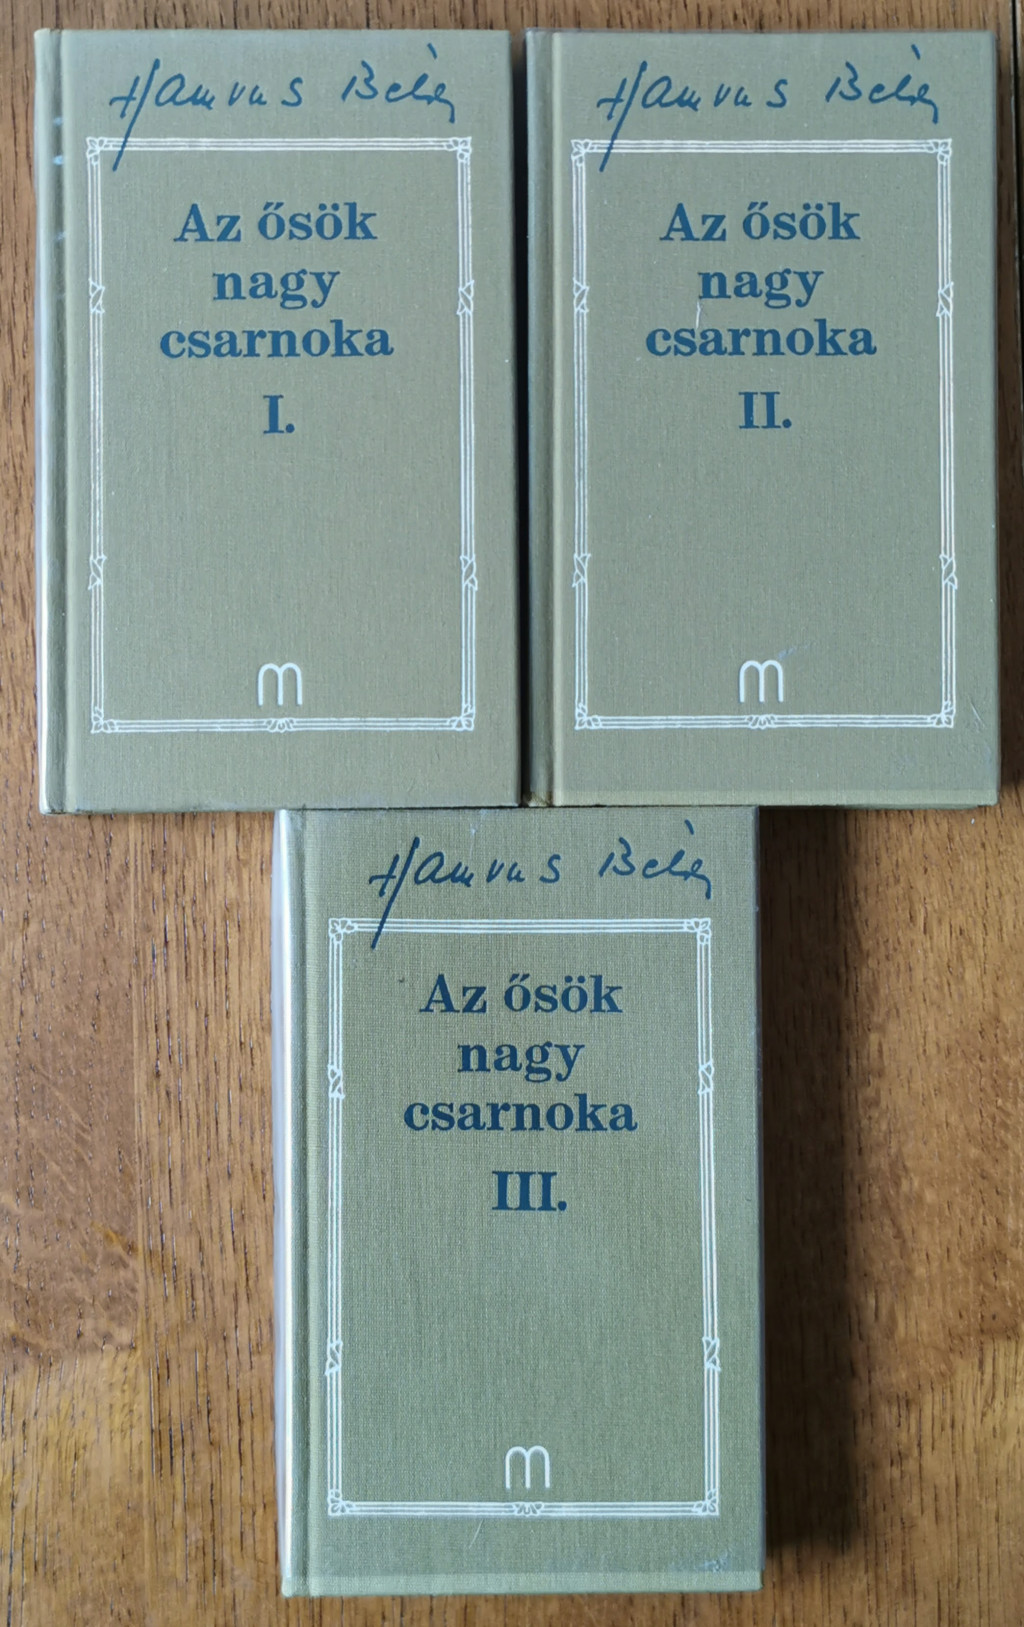 Hamvas Béla
Az ősök
nagy
csarnoka
I.
m
Hamvas Béla
Az ősök
nagy
csarnoka
II.
m
Hamvas Béla
Az ősök
nagy
csarnoka
III.
m